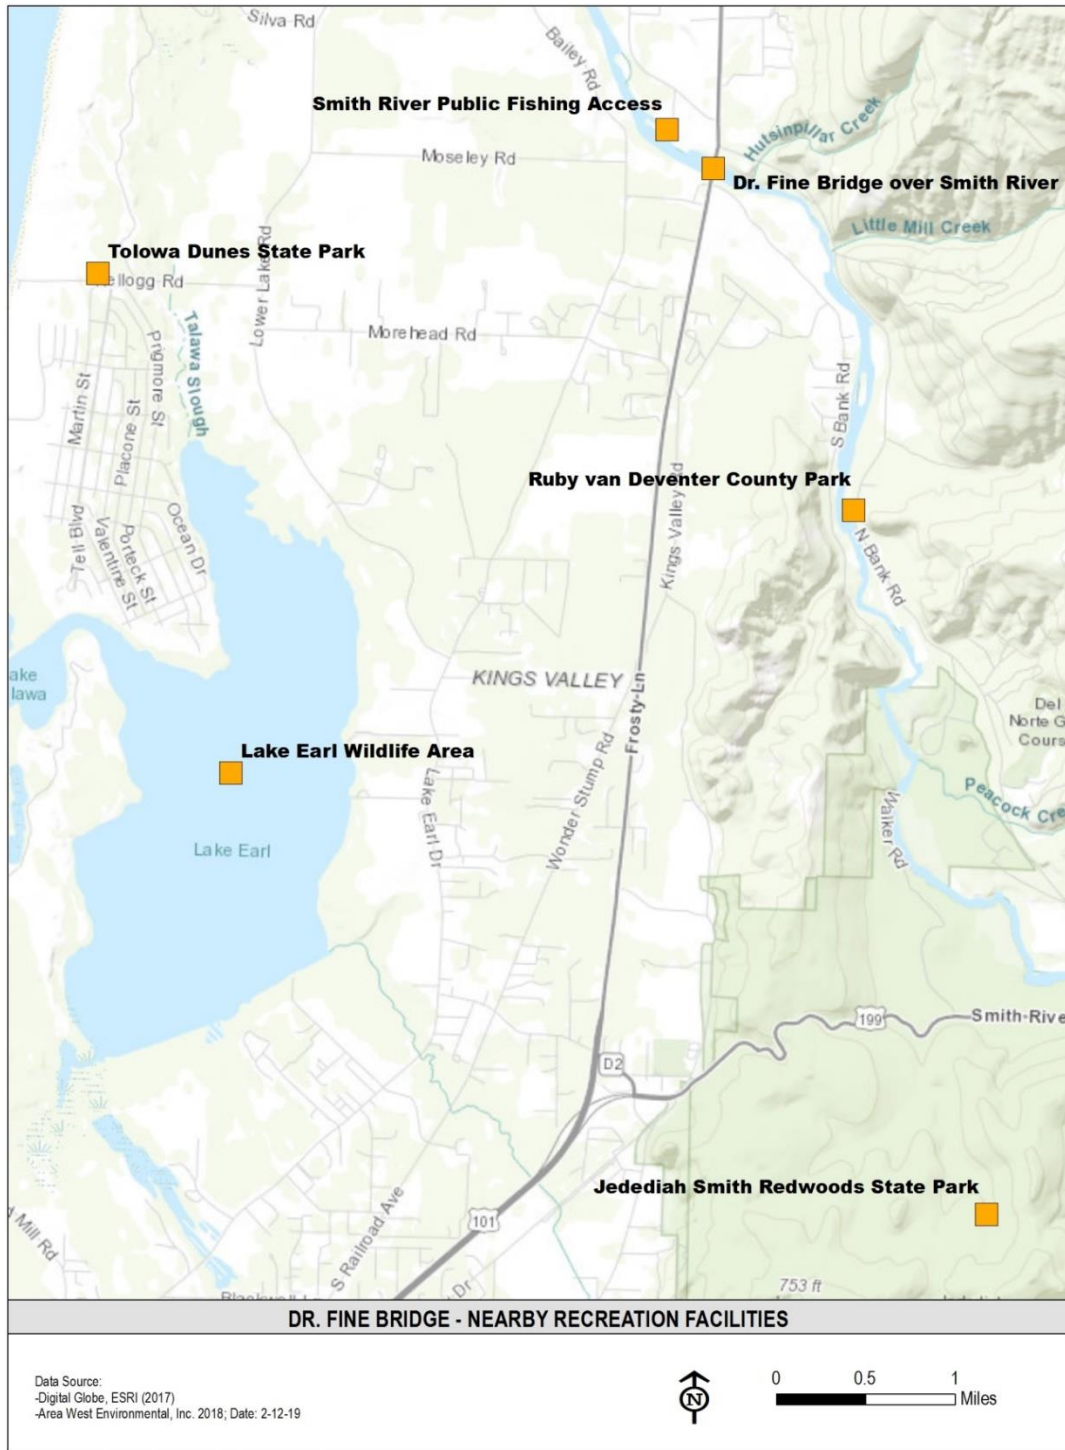 Silva Rd
Bailey Rd
Smith River Public Fishing Access
Hutsinpillar Creek
Moseley Rd
Dr. Fine Bridge over Smith River
Little Mill Creek
Tolowa Dunes State Park
ellogg Rd
Lower Lake Rd
Talawa Slough
Morehead Rd
Prigmore St
Martin St
Placone St
S Bank Rd
Ruby van Deventer County Park
Kings Valley Rd
Ocean Dr
Tell Blvd
Valentine St
Porteck St
N Bank Rd
ake
lawa
KINGS VALLEY
Frosty-Ln
Del
Norte G
Cours
Lake Earl Wildlife Area
Lake Earl Dr
Wonder Stump Rd
Walker Rd
Peacock Cre
Lake Earl
199
Smith-Rive
D2
Jedediah Smith Redwoods State Park
d Mill Rd
S Railroad Ave
101
Dr
753 ft
DR. FINE BRIDGE - NEARBY RECREATION FACILITIES
Data Source:
-Digital Globe, ESRI (2017)
-Area West Environmental, Inc. 2018; Date: 2-12-19
N
0 0.5 1
Miles